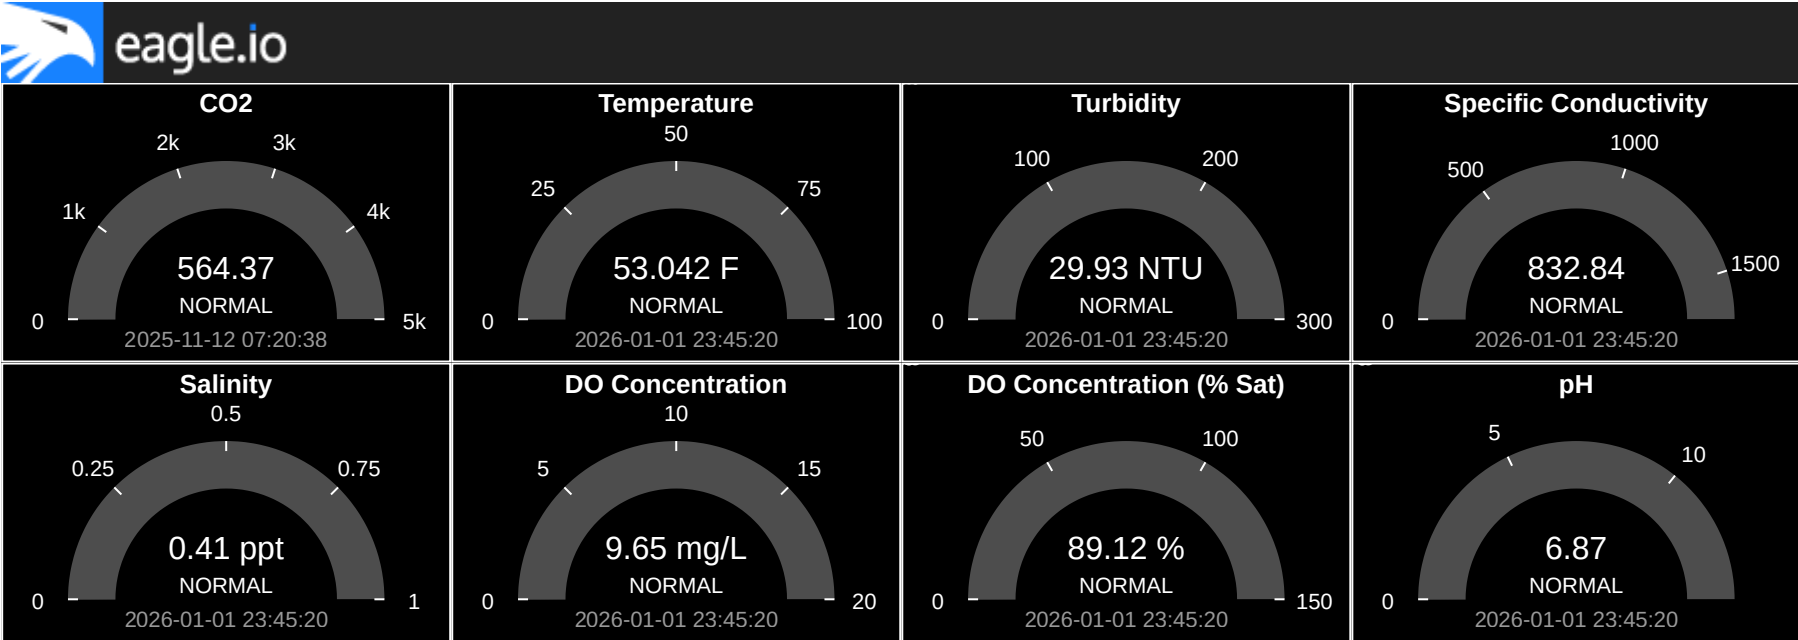 eagle.io
CO2
2k
3k
1k
4k
564.37
NORMAL
0
5k
2025-11-12 07:20:38
Temperature
50
25
75
53.042 F
NORMAL
0
100
2026-01-01 23:45:20
Turbidity
100
200
29.93 NTU
NORMAL
0
300
2026-01-01 23:45:20
Specific Conductivity
1000
500
1500
832.84
NORMAL
0
2026-01-01 23:45:20
Salinity
0.5
0.25
0.75
0.41 ppt
NORMAL
0
1
2026-01-01 23:45:20
DO Concentration
10
5
15
9.65 mg/L
NORMAL
0
20
2026-01-01 23:45:20
DO Concentration (% Sat)
50
100
89.12 %
NORMAL
0
150
2026-01-01 23:45:20
pH
5
10
6.87
NORMAL
0
2026-01-01 23:45:20